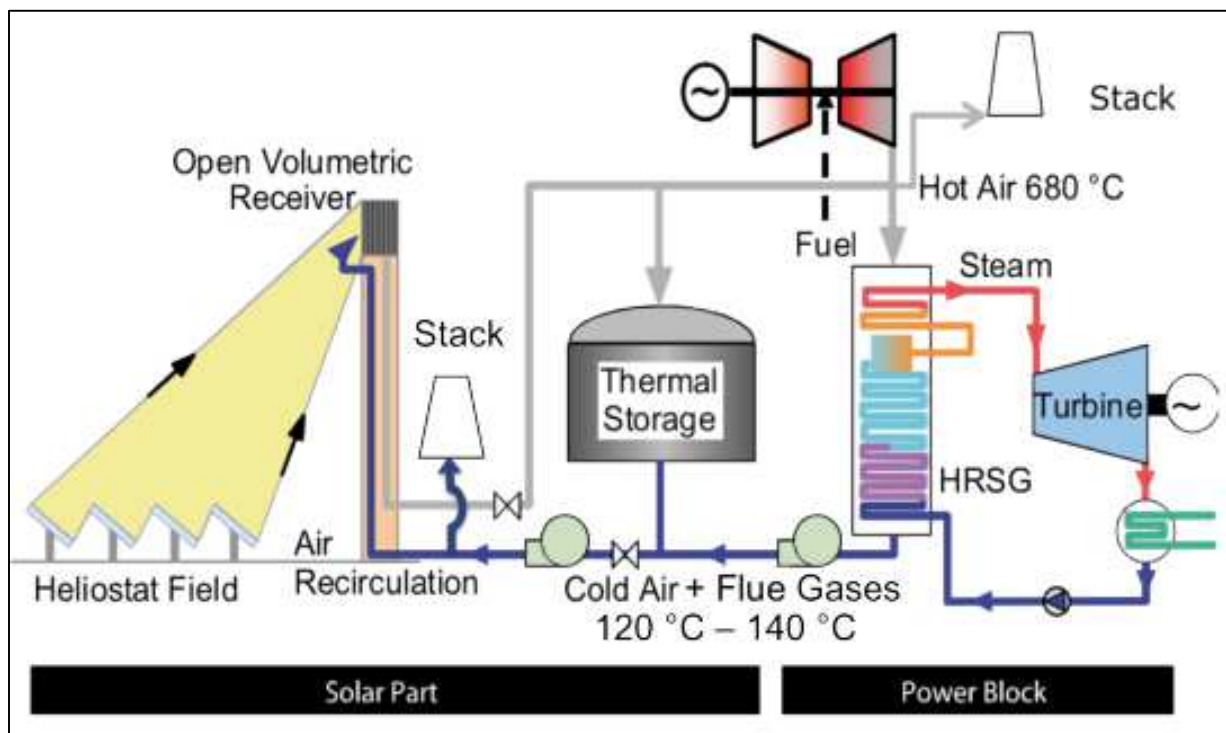 Stack
Open Volumetric
Receiver
Hot Air 680 °C
Fuel
Steam
Stack
Thermal
Storage
Turbine
~
~
HRSG
Air
Recirculation
Heliostat Field
Cold Air + Flue Gases
120 °C – 140 °C
Solar Part
Power Block